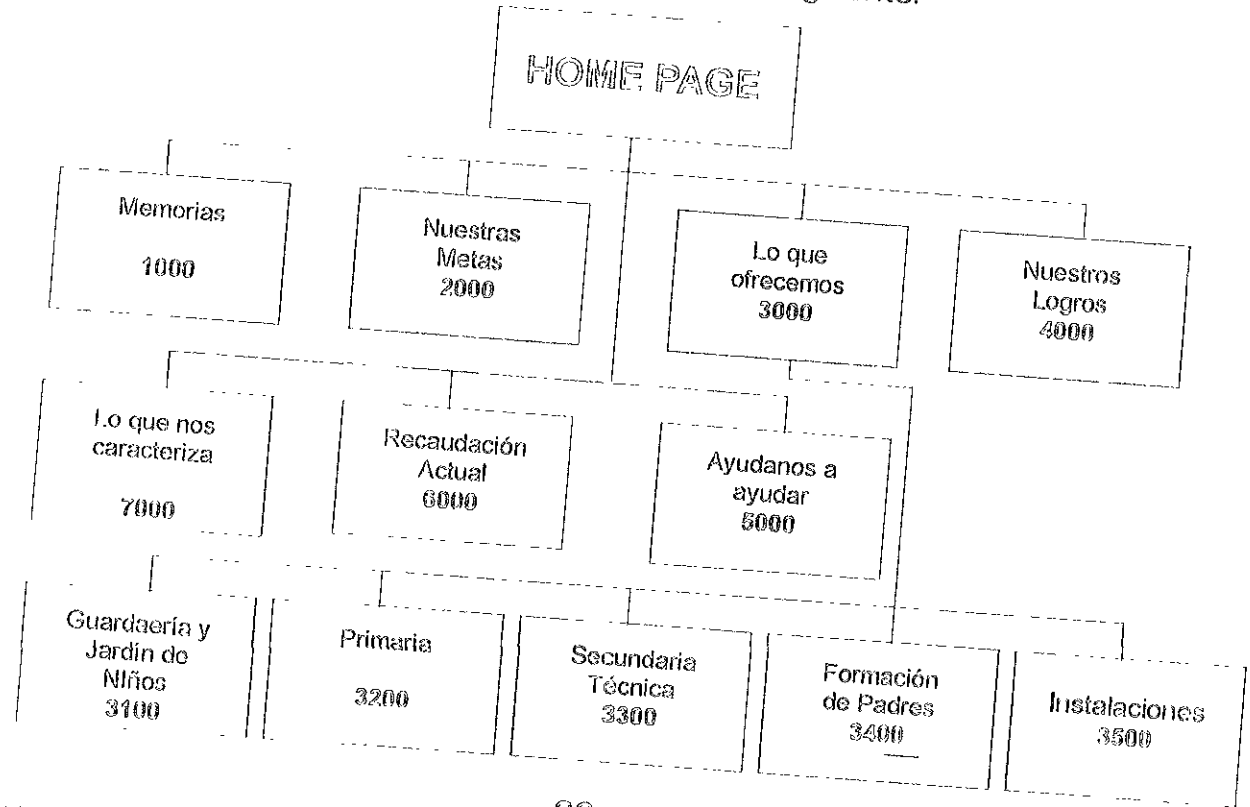 HOME PAGE
Memorias
1000
Nuestras
Metas
2000
Lo que
ofrecemos
3000
Nuestros
Logros
4000
Lo que nos
caracteriza
7000
Recaudación
Actual
6000
Ayudanos a
ayudar
5000
Guardaería y
Jardín de
NIños
3100
Primaria
3200
Secundaria
Técnica
3300
Formación
de Padres
3400
Instalaciones
3500